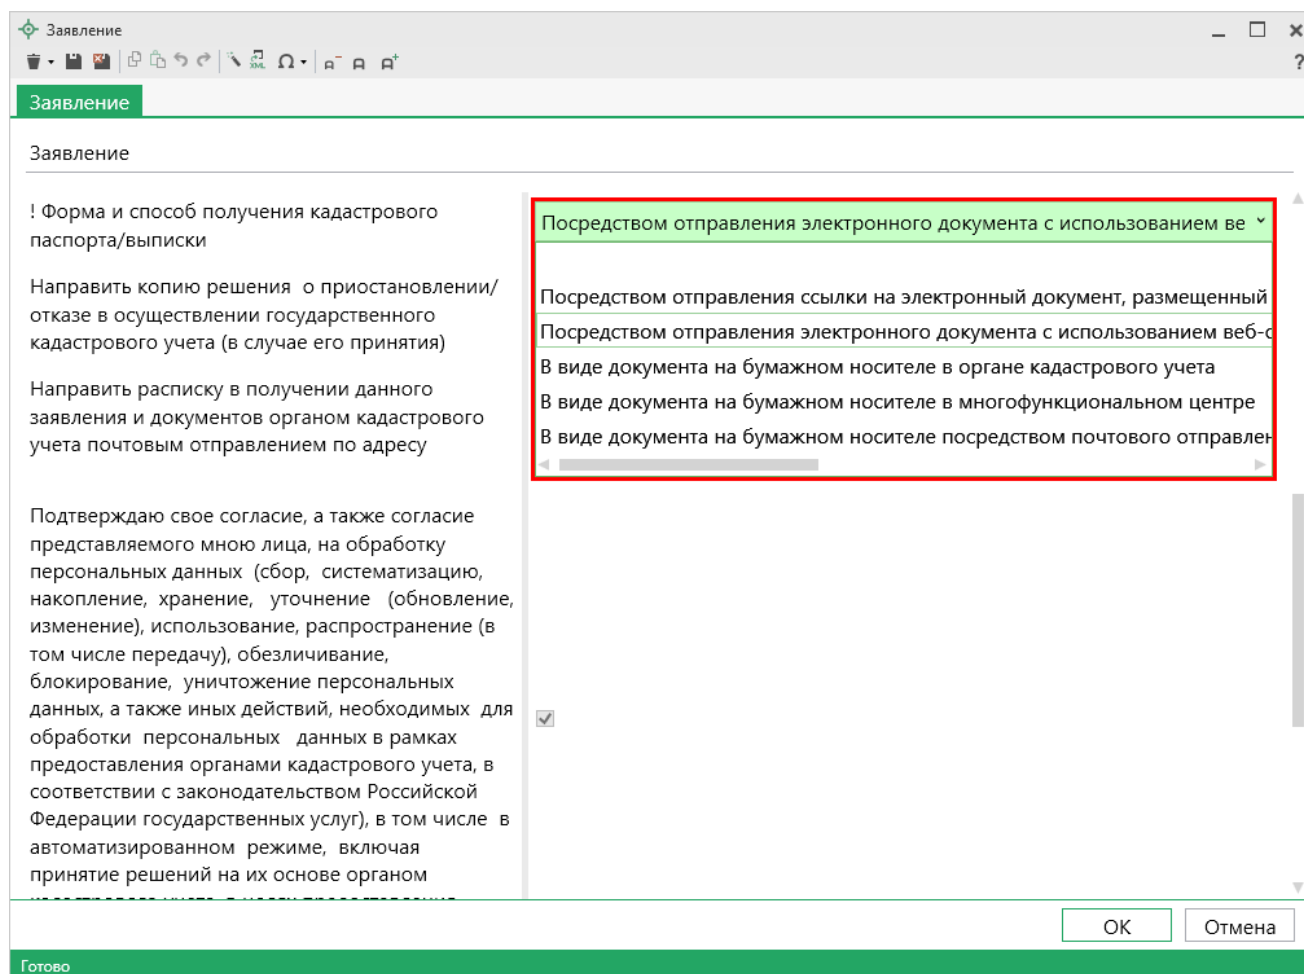 Заявление
?
XML
Ω
Заявление
Заявление
! Форма и способ получения кадастрового
паспорта/выписки
Направить копию решения о приостановлении/
отказе в осуществлении государственного
кадастрового учета (в случае его принятия)
Направить расписку в получении данного
заявления и документов органом кадастрового
учета почтовым отправлением по адресу
Подтверждаю свое согласие, а также согласие
представляемого мною лица, на обработку
персональных данных (сбор, систематизацию,
накопление, хранение, уточнение (обновление,
изменение), использование, распространение (в
том числе передачу), обезличивание,
блокирование, уничтожение персональных
данных, а также иных действий, необходимых для
обработки персональных данных в рамках
предоставления органами кадастрового учета, в
соответствии с законодательством Российской
Федерации государственных услуг), в том числе в
автоматизированном режиме, включая
принятие решений на их основе органом
Посредством отправления электронного документа с использованием ве
Посредством отправления ссылки на электронный документ, размещенный
Посредством отправления электронного документа с использованием веб-с
В виде документа на бумажном носителе в органе кадастрового учета
В виде документа на бумажном носителе в многофункциональном центре
В виде документа на бумажном носителе посредством почтового отправлен
OK
Отмена
Готово